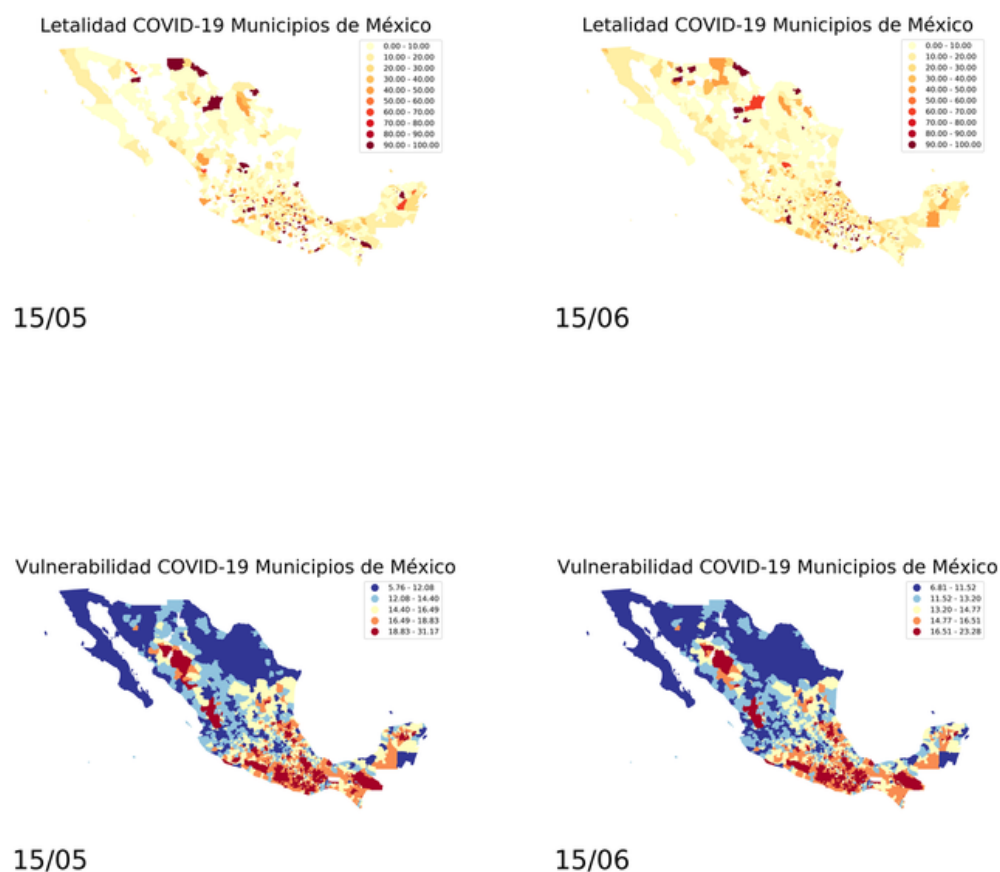 Letalidad COVID-19 Municipios de México
0.00 - 10.00
10.00 - 20.00
20.00 - 30.00
30.00 - 40.00
40.00 - 50.00
50.00 - 60.00
60.00 - 70.00
70.00 - 80.00
80.00 - 90.00
90.00 - 100.00
15/05
Letalidad COVID-19 Municipios de México
0.00 - 10.00
10.00 - 20.00
20.00 - 30.00
30.00 - 40.00
40.00 - 50.00
50.00 - 60.00
60.00 - 70.00
70.00 - 80.00
80.00 - 90.00
90.00 - 100.00
15/06
Vulnerabilidad COVID-19 Municipios de México
5.76 - 12.08
12.08 - 14.40
14.40 - 16.49
16.49 - 18.83
18.83 - 31.17
15/05
Vulnerabilidad COVID-19 Municipios de México
6.81 - 11.52
11.52 - 13.20
13.20 - 14.77
14.77 - 16.51
16.51 - 23.28
15/06